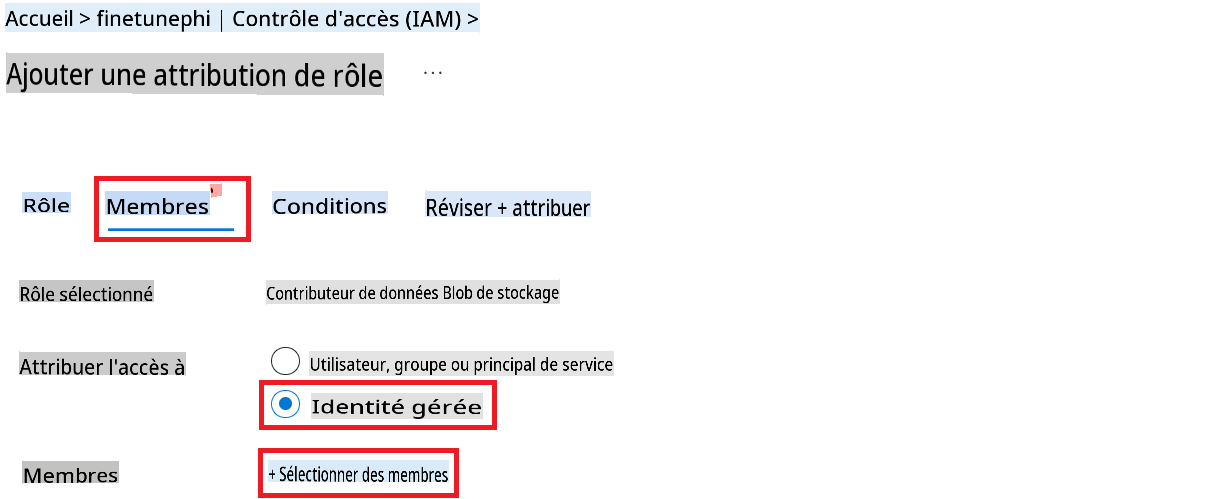 Accueil > finetunephi | Contrôle d'accès (IAM) >
Ajouter une attribution de rôle ...
Rôle Membres Conditions Réviser + attribuer
Rôle sélectionné Contributeur de données Blob de stockage
Attribuer l'accès à Utilisateur, groupe ou principal de service
Identité gérée
Membres + Sélectionner des membres